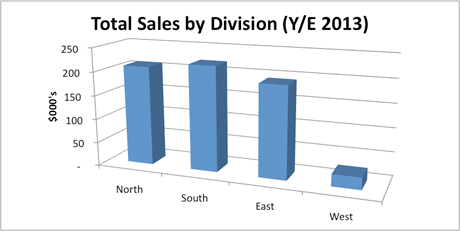 Total Sales by Division (Y/E 2013)
250
200
150
100
50
-
$000's
North
South
East
West